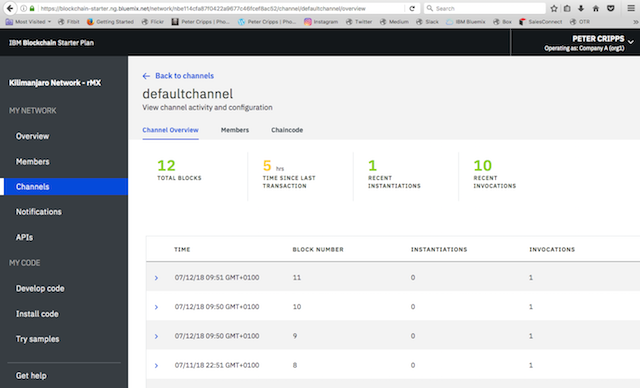 https://blockchain-starter.ng.bluemix.net/network/nbe114cfa87f0422a9677c46fcef8ac52/channel/defaultchannel/overview
Search
Most Visited
Fitbit
Getting Started
Flickr
Peter Cripps | Pinte...
Peter Cripps | Pinte...
Instagram
Twitter
Medium
Slack
IBM Bluemix
Box
SalesConnect
OTR
IBM Blockchain Starter Plan
PETER CRIPPS
Operating as: Company A (org1)
Kilimanjaro Network - rMX
MY NETWORK
Overview
Members
Channels
Notifications
APIs
MY CODE
Develop code
Install code
Try samples
Get help
Back to channels
defaultchannel
View channel activity and configuration
Channel Overview
Members
Chaincode
12
TOTAL BLOCKS
5 hrs
TIME SINCE LAST
TRANSACTION
1
RECENT
INSTANTIATIONS
10
RECENT
INVOCATIONS
TIME BLOCK NUMBER INSTANTIATIONS INVOCATIONS
07/12/18 09:51 GMT+0100 11 0 1
07/12/18 09:50 GMT+0100 10 0 1
07/12/18 09:50 GMT+0100 9 0 1
07/11/18 22:51 GMT+0100 8 0 1